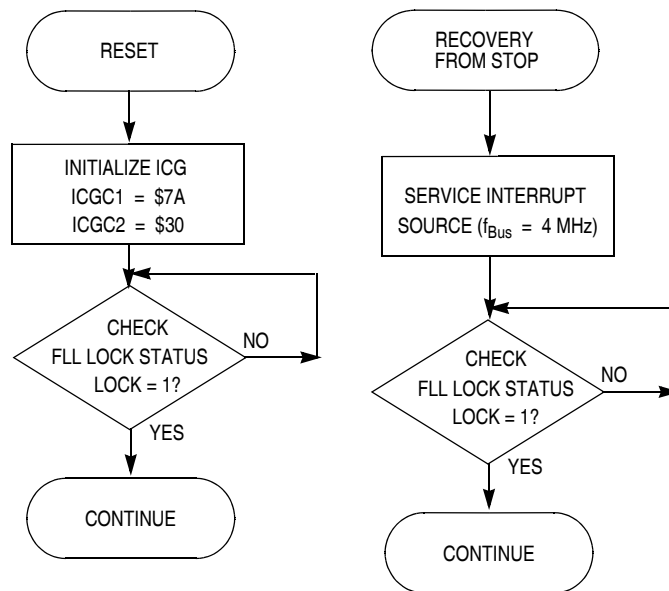 RESET
INITIALIZE ICG
ICGC1 = $7A
ICGC2 = $30
CHECK
FLL LOCK STATUS
LOCK = 1?
NO
YES
CONTINUE
RECOVERY
FROM STOP
SERVICE INTERRUPT
SOURCE (fBus = 4 MHz)
CHECK
FLL LOCK STATUS
LOCK = 1?
NO
YES
CONTINUE